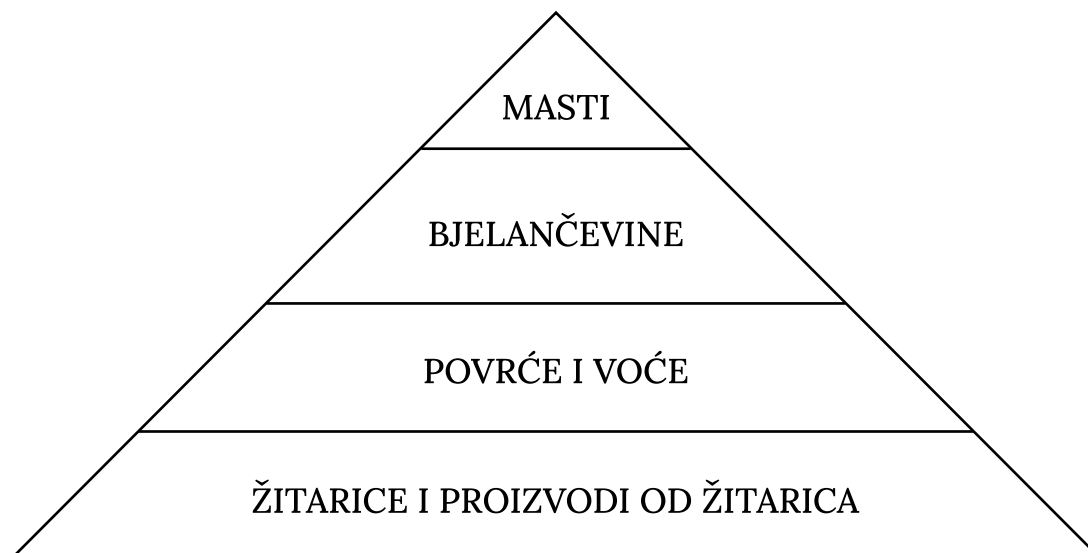 MASTI
BJELANČEVINE
POVRĆE I VOĆE
ŽITARICE I PROIZVODI OD ŽITARICA